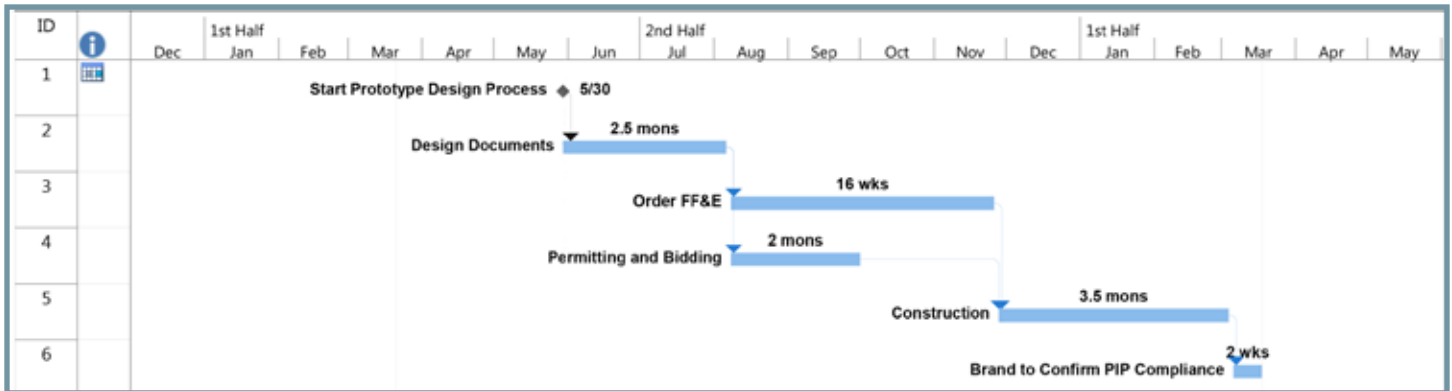 ID
1st Half 2nd Half 1st Half
Dec Jan Feb Mar Apr May Jun Jul Aug Sep Oct Nov Dec Jan Feb Mar Apr May
1 Start Prototype Design Process 5/30
2 Design Documents 2.5 mons
3 Order FF&E 16 wks
4 Permitting and Bidding 2 mons
5 Construction 3.5 mons
6 Brand to Confirm PIP Compliance 2 wks